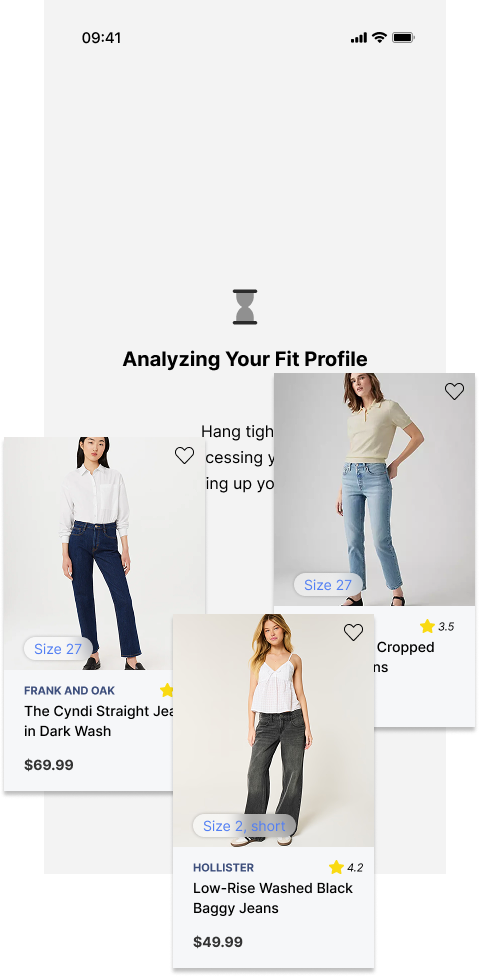 09:41
Analyzing Your Fit Profile
Hang tigh
cessing y
ing up yo
Size 27
3.5
Cropped
ns
Size 27
FRANK AND OAK
The Cyndi Straight Jea
in Dark Wash
$69.99
Size 2, short
HOLLISTER 4.2
Low-Rise Washed Black
Baggy Jeans
$49.99